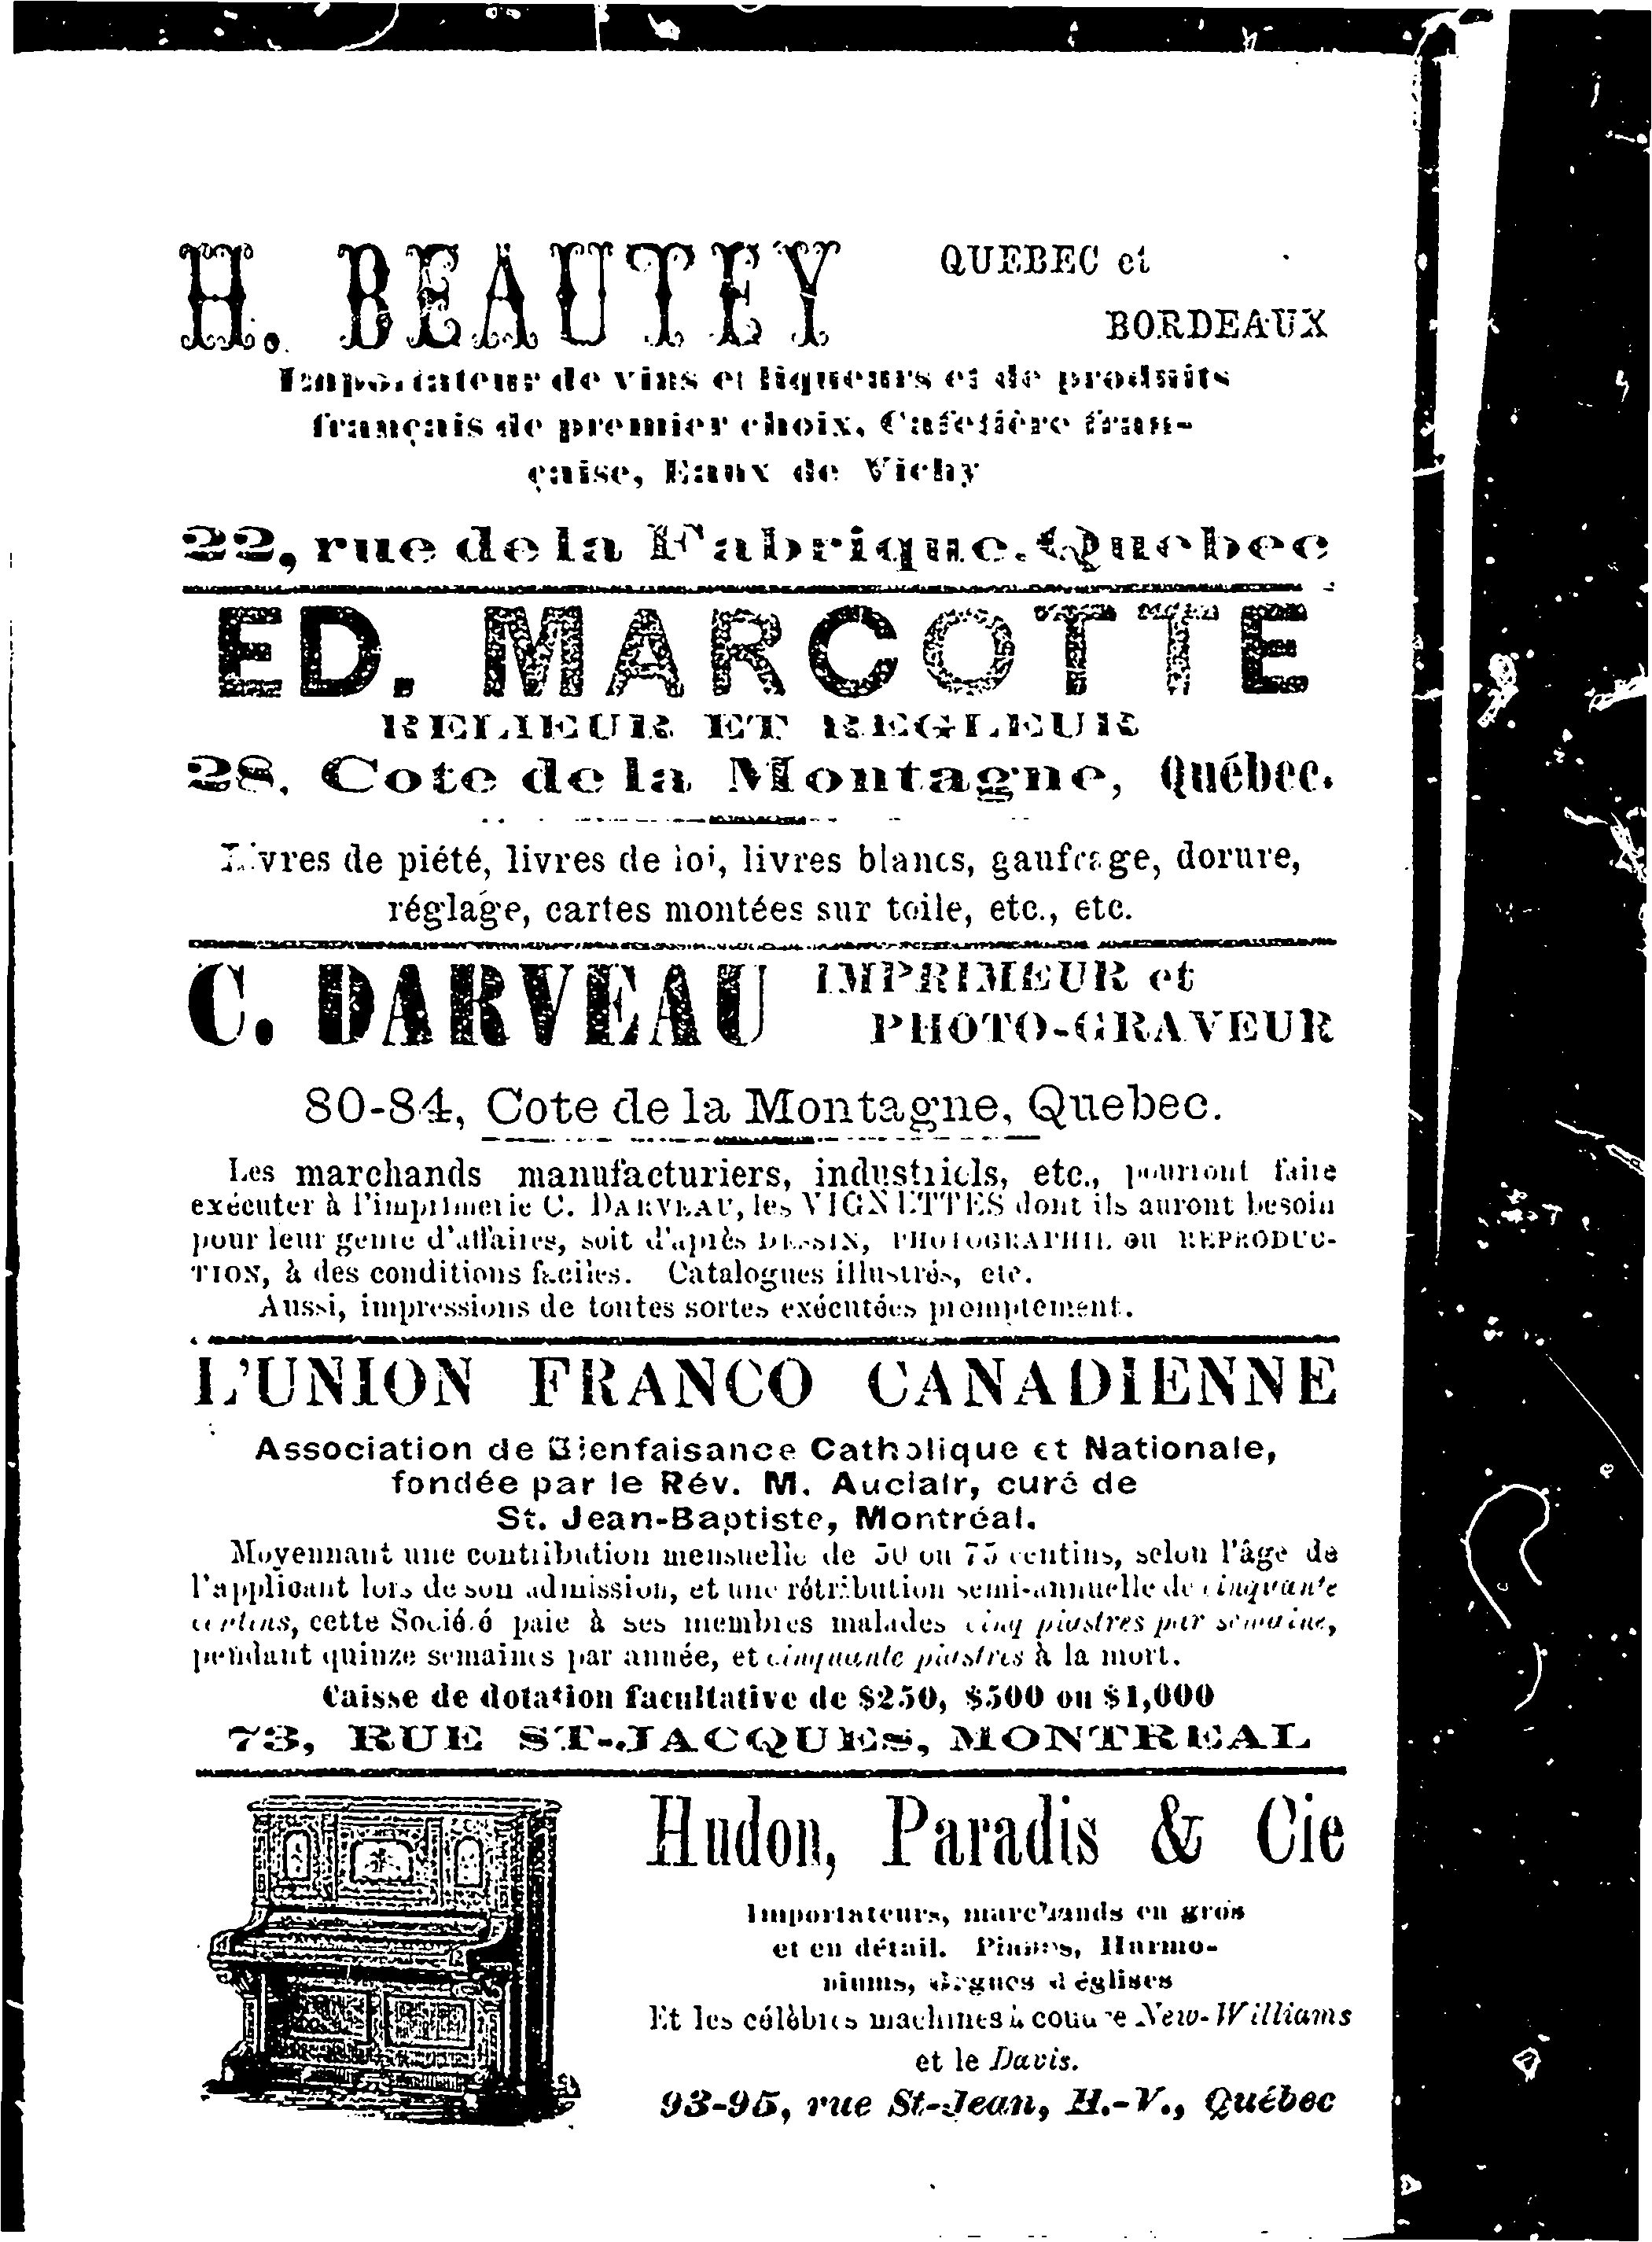 H. BEAUTEY QUEBEC et
BORDEAUX
Importateur de vins et liqueurs et de produits
français de premier choix, Cafetière fran-
çaise, Eaux de Vichy
22, rue de la Fabrique. Quebec
ED. MARCOTTE
RELIEUR ET REGLEUR
28, Cote de la Montagne, Québec.
Livres de piété, livres de loi, livres blancs, gaufrage, dorure,
réglage, cartes montées sur toile, etc., etc.
C. DARVEAU IMPRIMEUR et
PHOTO-GRAVEUR
80-84, Cote de la Montagne, Quebec.
Les marchands manufacturiers, industriels, etc., pourront faire
exécuter à l'imprimerie C. DARVEAU, les VIGNETTES dont ils auront besoin
pour leur genre d'affaires, soit d'après DESSIN, PHOTOGRAPHIE ou REPRODUC-
TION, à des conditions faciles. Catalogues illustrés, etc.
Aussi, impressions de toutes sortes exécutées promptement.
L'UNION FRANCO CANADIENNE
Association de Bienfaisance Catholique et Nationale,
fondée par le Rév. M. Auclair, curé de
St. Jean-Baptiste, Montréal.
Moyennant une contribution mensuelle de 50 ou 75 centins, selon l'âge de
l'applicant lors de son admission, et une rétribution semi-annuelle de cinquante
centins, cette Société paie à ses membres malades cinq piastres par semaine,
pendant quinze semaines par année, et cinquante piastres à la mort.
Caisse de dotation facultative de $250, $500 ou $1,000
73, RUE ST-JACQUES, MONTREAL
Hudon, Paradis & Cie
Importateurs, marchands en gros
et en détail. Pianos, Harmo-
niums, Orgues d'églises
Et les célèbres machines à coudre New-Williams
et le Davis.
93-95, rue St-Jean, H.-V., Québec